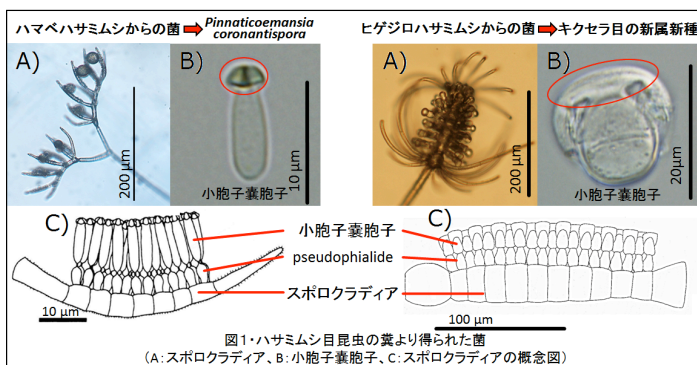 ハマベハサミムシからの菌 Pinnaticoemansia
coronantispora
A)
B)
200 μm
10 μm
小胞子嚢胞子
ヒゲジロハサミムシからの菌 キクセラ目の新属新種
A)
B)
200 μm
20μm
小胞子嚢胞子
C)
小胞子嚢胞子
pseudophialide
スポロクラディア
10 μm
C)
100 μm
図1・ハサミムシ目昆虫の糞より得られた菌
(A:スポロクラディア、B:小胞子嚢胞子、C:スポロクラディアの概念図)